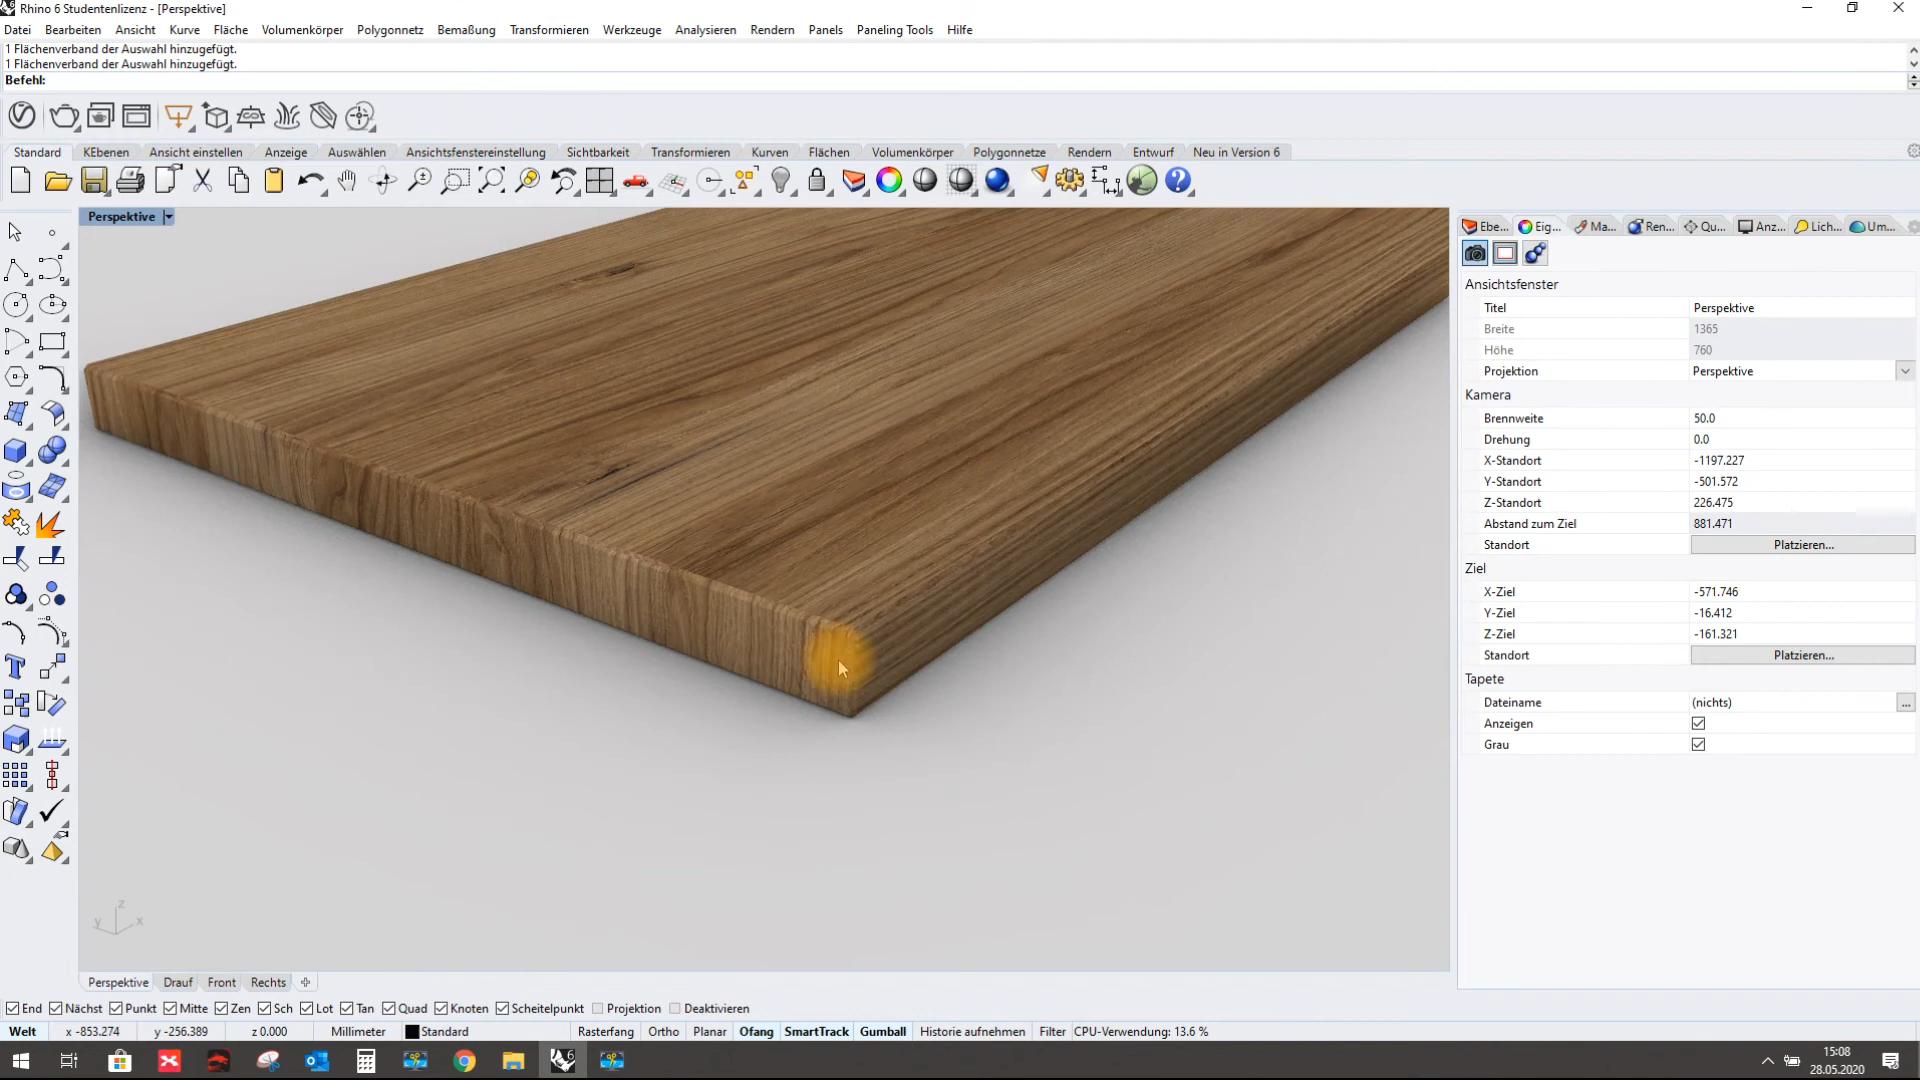 Rhino 6 Studentenlizenz - [Perspektive]
Datei Bearbeiten Ansicht Kurve Fläche Volumenkörper Polygonnetz Bemaßung Transformieren Werkzeuge Analysieren Rendern Panels Paneling Tools Hilfe
1 Flächenverband der Auswahl hinzugefügt.
1 Flächenverband der Auswahl hinzugefügt.
Befehl:
Standard KEbenen Ansicht einstellen Anzeige Auswählen Ansichtsfenstereinstellung Sichtbarkeit Transformieren Kurven Flächen Volumenkörper Polygonnetze Rendern Entwurf Neu in Version 6
Perspektive
Ebe... Eig... Ma... Ren... Qu... Anz... Lich... Um...
Ansichtsfenster
Titel Perspektive
Breite 1365
Höhe 760
Projektion Perspektive
Kamera
Brennweite 50.0
Drehung 0.0
X-Standort -1197.227
Y-Standort -501.572
Z-Standort 226.475
Abstand zum Ziel 881.471
Standort Platzieren...
Ziel
X-Ziel -571.746
Y-Ziel -16.412
Z-Ziel -161.321
Standort Platzieren...
Tapete
Dateiname (nichts) ...
Anzeigen
Grau
z
y x
Perspektive Drauf Front Rechts
End Nächst Punkt Mitte Zen Sch Lot Tan Quad Knoten Scheitelpunkt Projektion Deaktivieren
Welt x -853.274 y -256.389 z 0.000 Millimeter Standard Rasterfang Ortho Planar Ofang SmartTrack Gumball Historie aufnehmen Filter CPU-Verwendung: 13.6 %
6
15:08
28.05.2020